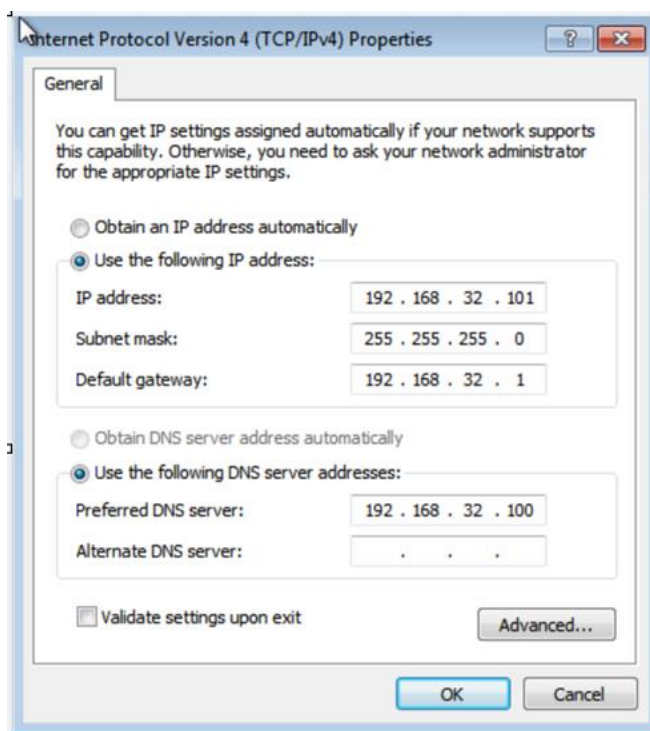 Internet Protocol Version 4 (TCP/IPv4) Properties
General
You can get IP settings assigned automatically if your network supports
this capability. Otherwise, you need to ask your network administrator
for the appropriate IP settings.
Obtain an IP address automatically
Use the following IP address:
IP address: 192 . 168 . 32 . 101
Subnet mask: 255 . 255 . 255 . 0
Default gateway: 192 . 168 . 32 . 1
Obtain DNS server address automatically
Use the following DNS server addresses:
Preferred DNS server: 192 . 168 . 32 . 100
Alternate DNS server: . . .
Validate settings upon exit
Advanced...
OK Cancel